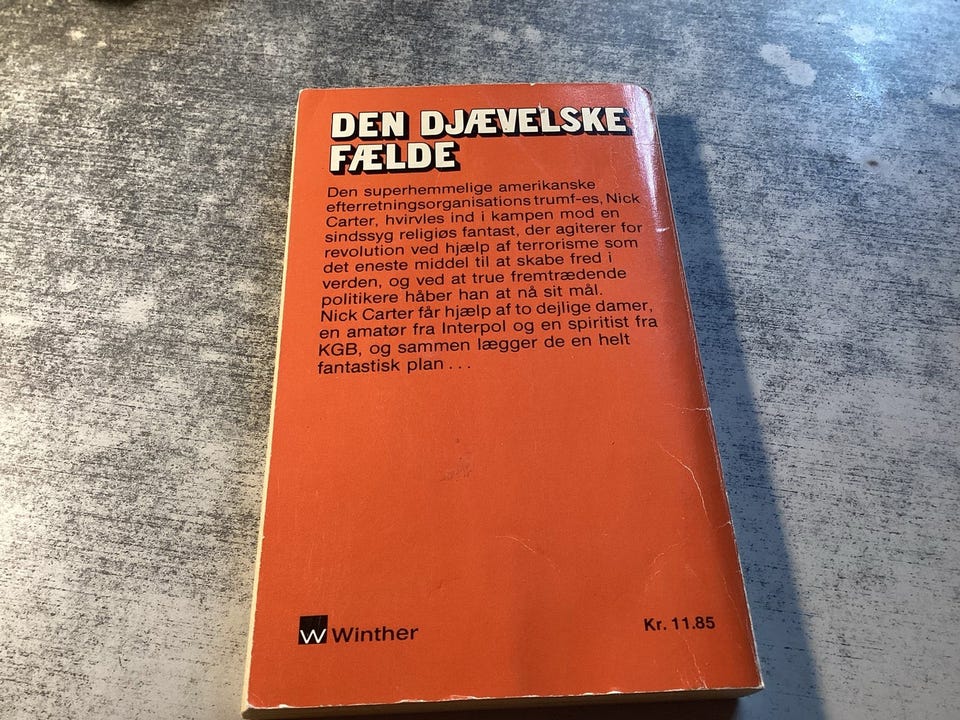 DEN DJÆVELSKE
FÆLDE
Den superhemmelige amerikanske
efterretningsorganisations trumf-es, Nick
Carter, hvirvles ind i kampen mod en
sindssyg religiøs fantast, der agiterer for
revolution ved hjælp af terrorisme som
det eneste middel til at skabe fred i
verden, og ved at true fremtrædende
politikere håber han at nå sit mål.
Nick Carter får hjælp af to dejlige damer,
en amatør fra Interpol og en spiritist fra
KGB, og sammen lægger de en helt
fantastisk plan . . .
W Winther
Kr. 11.85